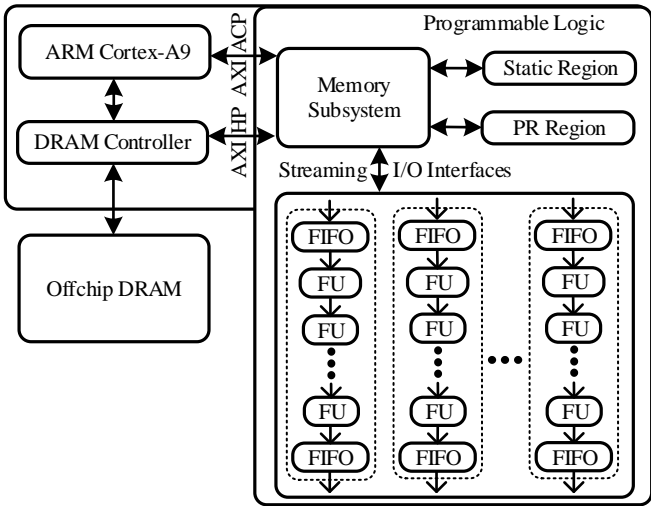 Programmable Logic
ARM Cortex-A9
AXI ACP
Memory
Subsystem
Static Region
DRAM Controller
AXI HP
PR Region
Streaming I/O Interfaces
Offchip DRAM
FIFO FIFO FIFO
FU FU FU
FU FU FU
FU FU FU
FIFO FIFO FIFO